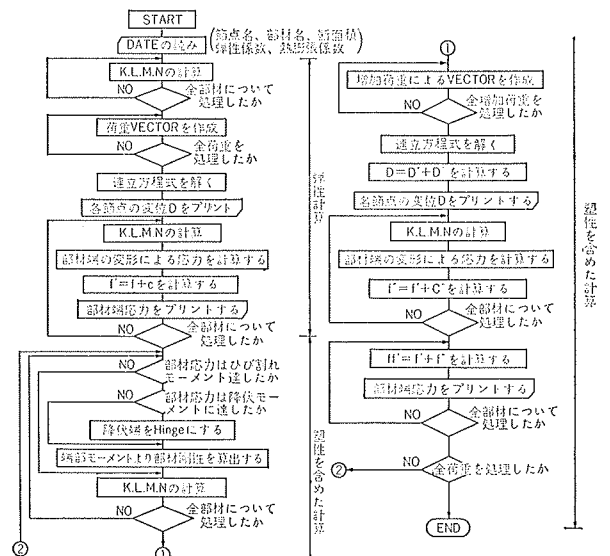 START
DATEの読み
(節点名、部材名、断面積
弾性係数、熱膨張係数)
K.L.M.Nの計算
NO
全部材について
処理したか
荷重VECTORを作成
NO
全荷重を
処理したか
連立方程式を解く
各節点の変位Dをプリント
K.L.M.Nの計算
部材端の変形による応力を計算する
f'=f+cを計算する
部材端応力をプリントする
NO
全部材について
処理したか
弾性計算
NO
部材応力はひび割れ
モーメント達したか
NO
部材応力は降伏モー
メントに達したか
降伏端をHingeにする
端部モーメントより部材剛性を算出する
K.L.M.Nの計算
NO
全部材について
処理したか
②
①
塑性を含めた計算
①
増加荷重によるVECTORを作成
NO
全増加荷重を
処理したか
連立方程式を解く
を計算する
各節点の変位Dをプリントする
K.L.M.Nの計算
部材端の変形による応力を計算する
を計算する
NO
全部材について
処理したか
を計算する
部材端応力をプリントする
NO
全部材について
処理したか
②
NO
全荷重を処理したか
END
塑性を含めた計算